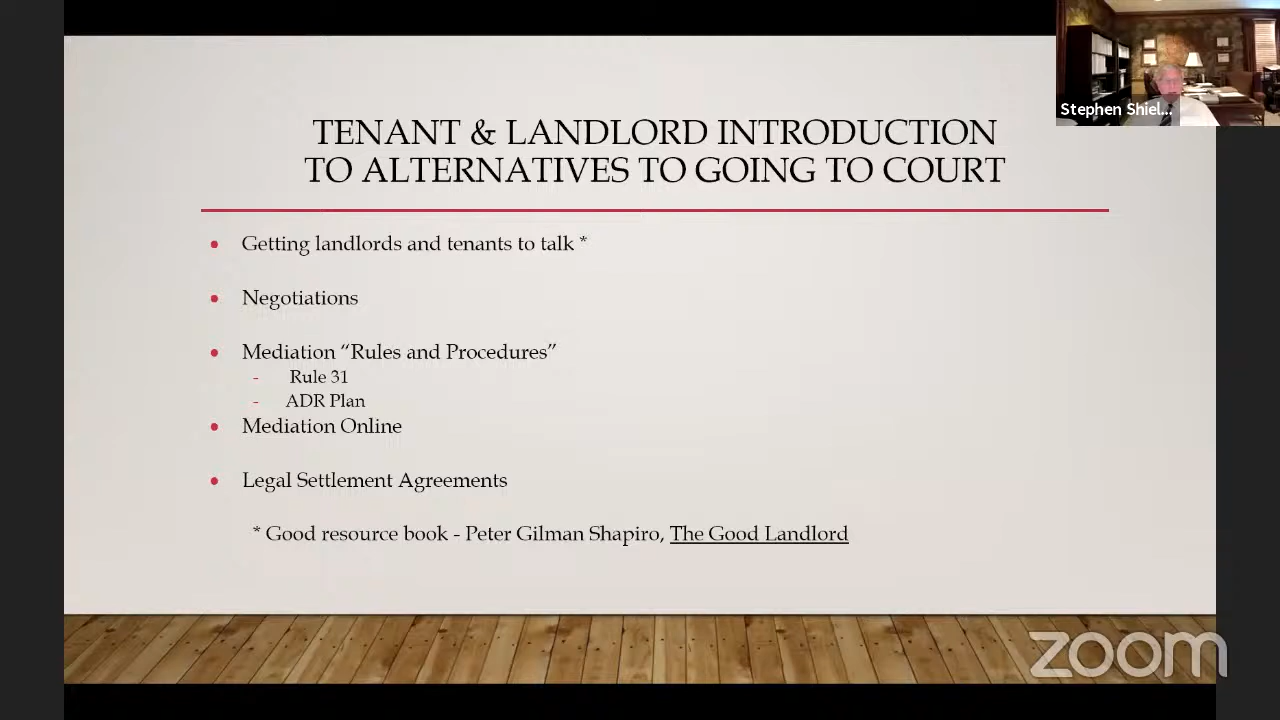 TENANT & LANDLORD INTRODUCTION
TO ALTERNATIVES TO GOING TO COURT
Stephen Shiel...
• Getting landlords and tenants to talk *
• Negotiations
• Mediation “Rules and Procedures”
- Rule 31
- ADR Plan
• Mediation Online
• Legal Settlement Agreements
* Good resource book - Peter Gilman Shapiro, The Good Landlord
zoom